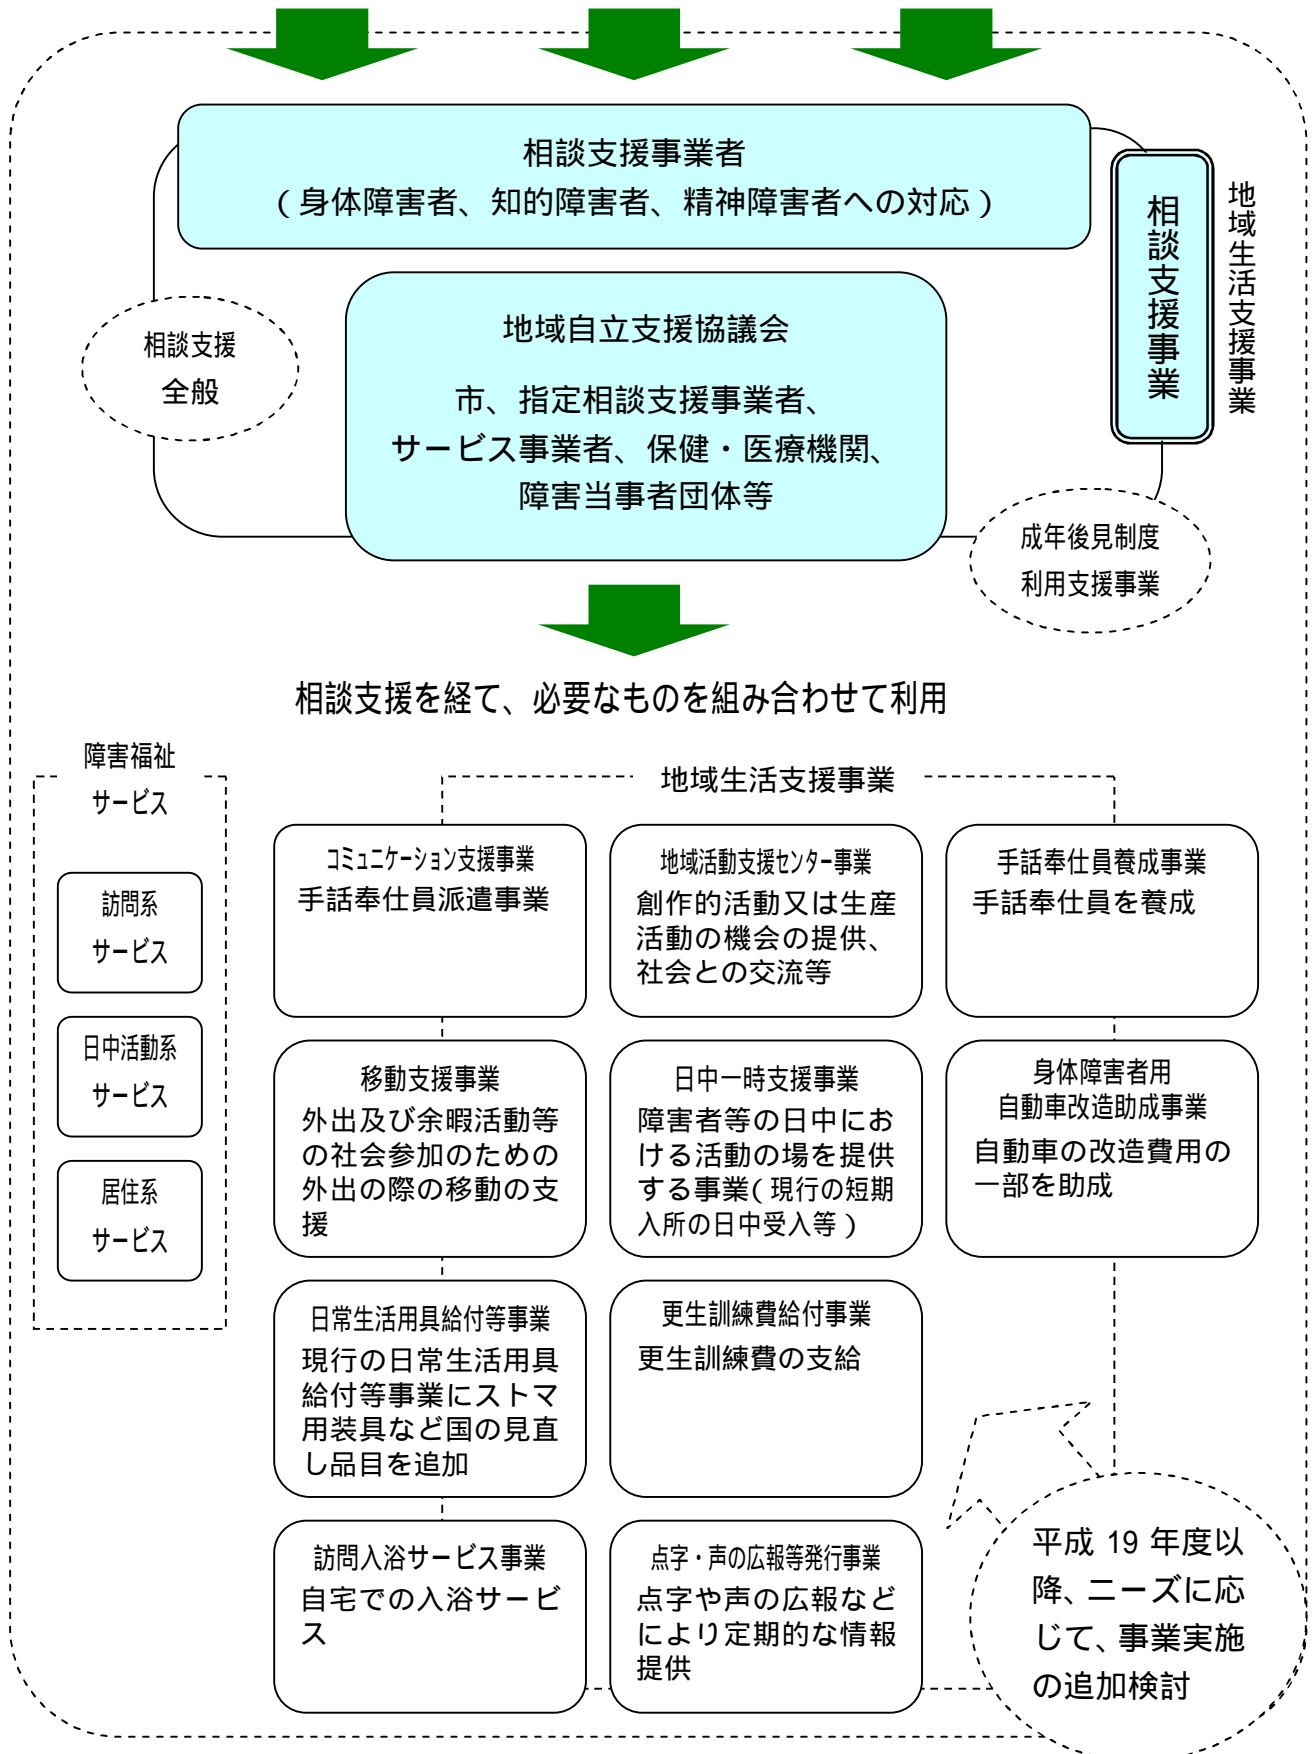 相談支援事業者
（身体障害者、知的障害者、精神障害者への対応）
相談支援事業
地域生活支援事業
地域自立支援協議会
市、指定相談支援事業者、
サービス事業者、保健・医療機関、
障害当事者団体等
相談支援
全般
成年後見制度
利用支援事業
相談支援を経て、必要なものを組み合わせて利用
障害福祉
サービス
訪問系
サービス
日中活動系
サービス
居住系
サービス
地域生活支援事業
コミュニケーション支援事業
手話奉仕員派遣事業
地域活動支援センター事業
創作的活動又は生産
活動の機会の提供、
社会との交流等
手話奉仕員養成事業
手話奉仕員を養成
移動支援事業
外出及び余暇活動等
の社会参加のための
外出の際の移動の支
援
日中一時支援事業
障害者等の日中にお
ける活動の場を提供
する事業（現行の短期
入所の日中受入等）
身体障害者用
自動車改造助成事業
自動車の改造費用の
一部を助成
日常生活用具給付等事業
現行の日常生活用具
給付等事業にストマ
用装具など国の見直
し品目を追加
更生訓練費給付事業
更生訓練費の支給
訪問入浴サービス事業
自宅での入浴サービ
ス
点字・声の広報等発行事業
点字や声の広報など
により定期的な情報
提供
平成 19 年度以
降、ニーズに応
じて、事業実施
の追加検討